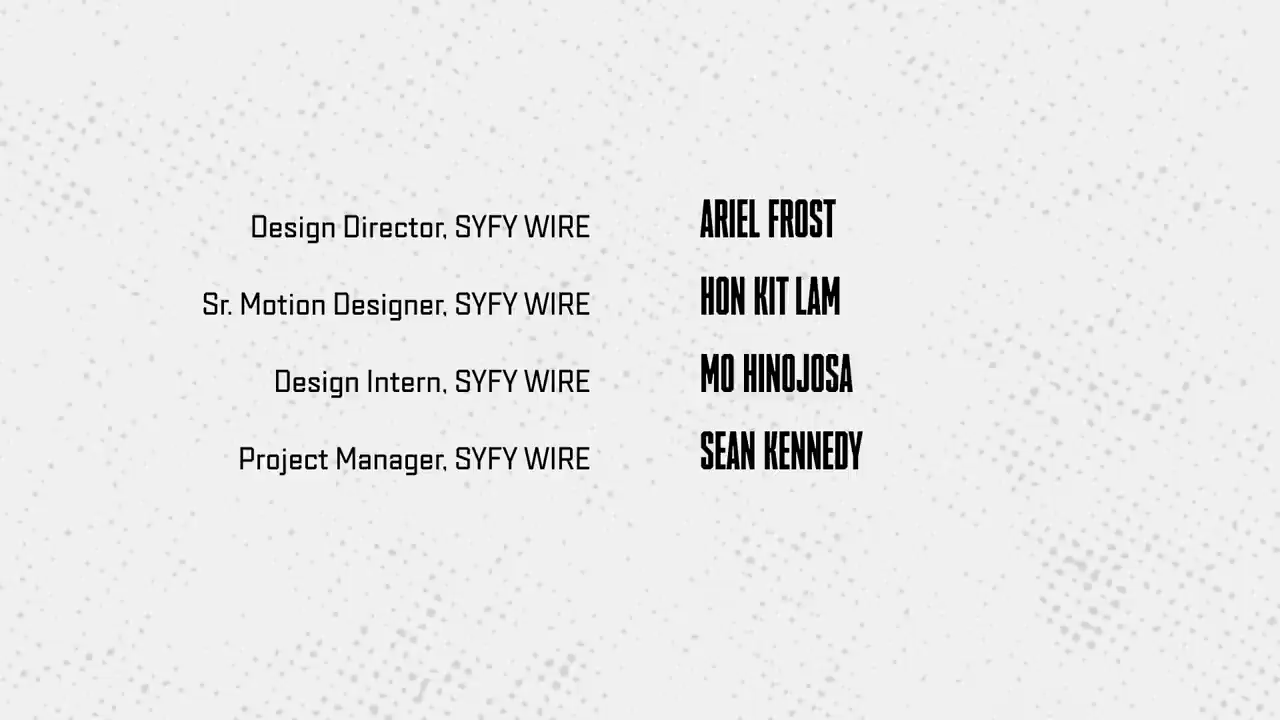 Design Director, SYFY WIRE ARIEL FROST
Sr. Motion Designer, SYFY WIRE HON KIT LAM
Design Intern, SYFY WIRE MO HINOJOSA
Project Manager, SYFY WIRE SEAN KENNEDY